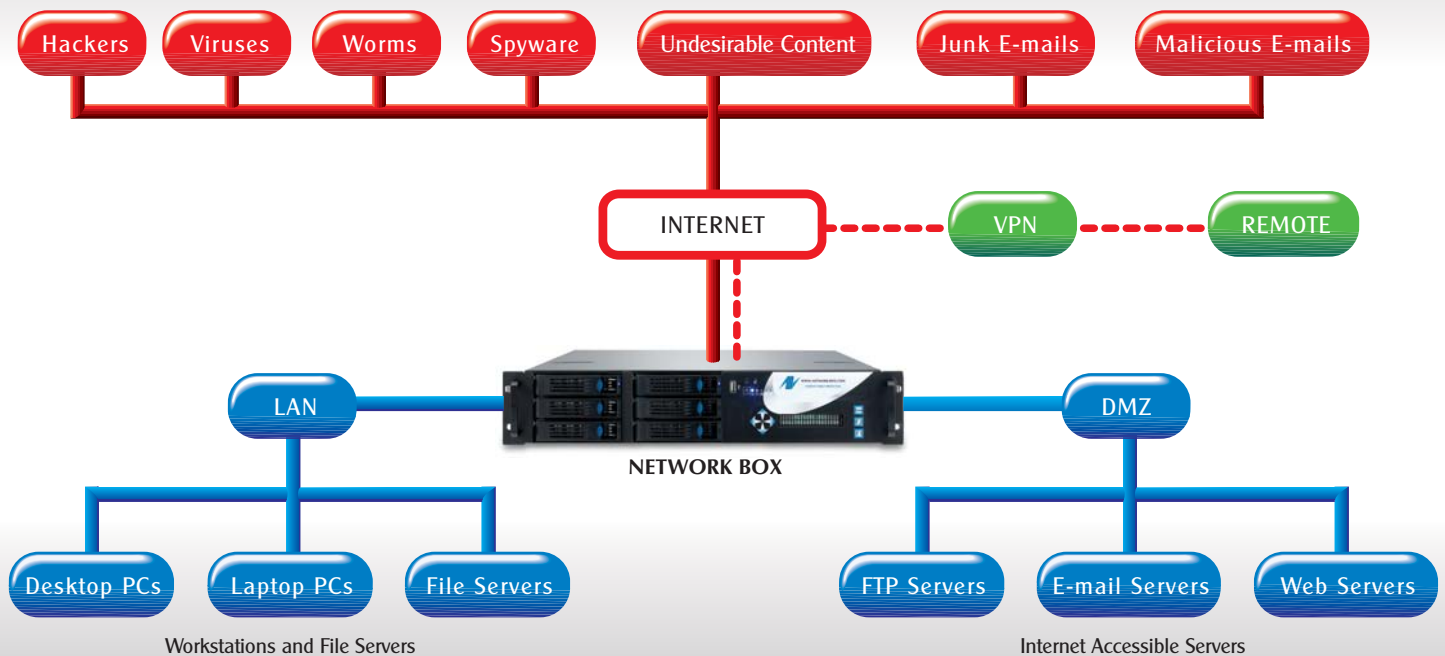 Hackers
Viruses
Worms
Spyware
Undesirable Content
Junk E-mails
Malicious E-mails
INTERNET
VPN
REMOTE
LAN
DMZ
NETWORK BOX
Desktop PCs
Laptop PCs
File Servers
FTP Servers
E-mail Servers
Web Servers
Workstations and File Servers
Internet Accessible Servers